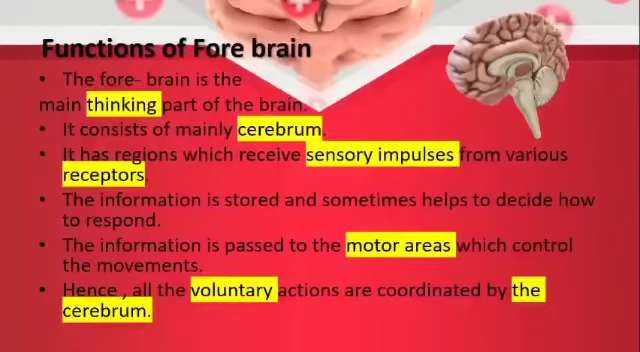 Functions of Fore brain
• The fore- brain is the
main thinking part of the brain.
• It consists of mainly cerebrum.
• It has regions which receive sensory impulses from various
receptors.
• The information is stored and sometimes helps to decide how
to respond.
• The information is passed to the motor areas which control
the movements.
• Hence , all the voluntary actions are coordinated by the
cerebrum.